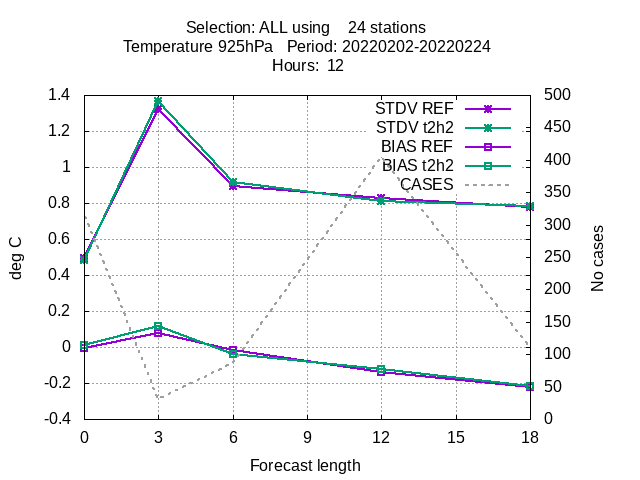 Selection: ALL using    24 stations
Temperature 925hPa   Period: 20220202-20220224
Hours: 12
1.4
1.2
1
0.8
0.6
0.4
0.2
0
-0.2
-0.4
deg C
STDV REF
STDV t2h2
BIAS REF
BIAS t2h2
CASES
500
450
400
350
300
250
200
150
100
50
0
No cases
0 3 6 9 12 15 18
Forecast length